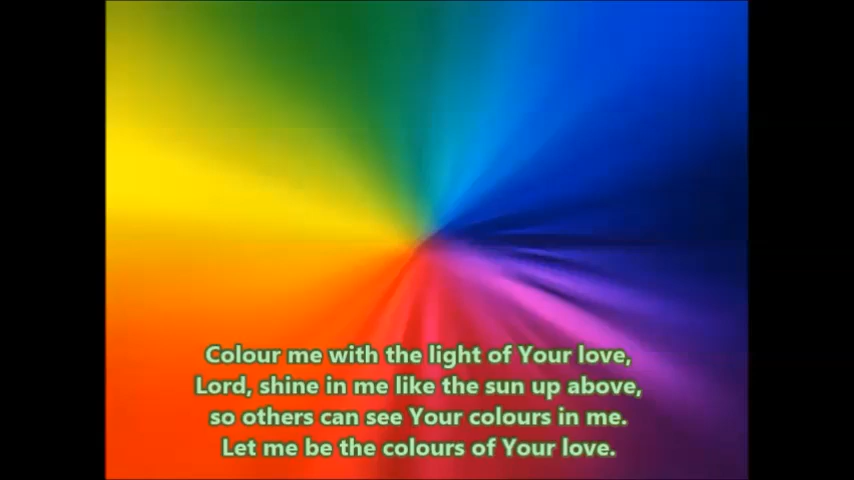 Colour me with the light of Your love,
Lord, shine in me like the sun up above,
so others can see Your colours in me.
Let me be the colours of Your love.